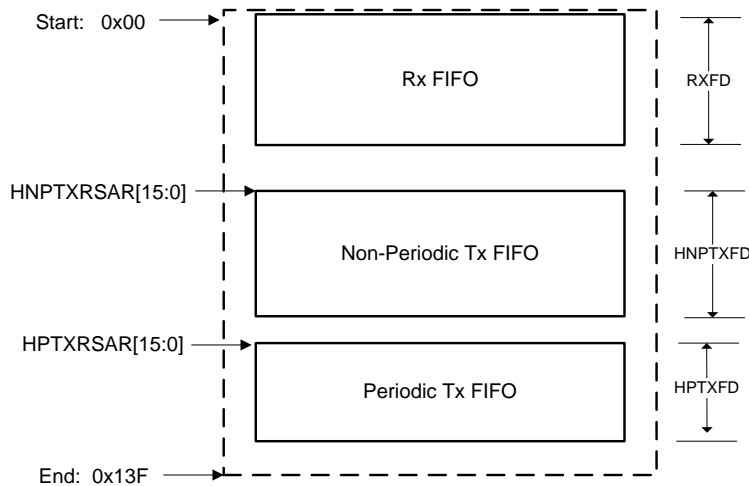 Start: 0x00
Rx FIFO
RXFD
HNPTXRSAR[15:0]
Non-Periodic Tx FIFO
HNPTXFD
HPTXRSAR[15:0]
Periodic Tx FIFO
HPTXFD
End: 0x13F